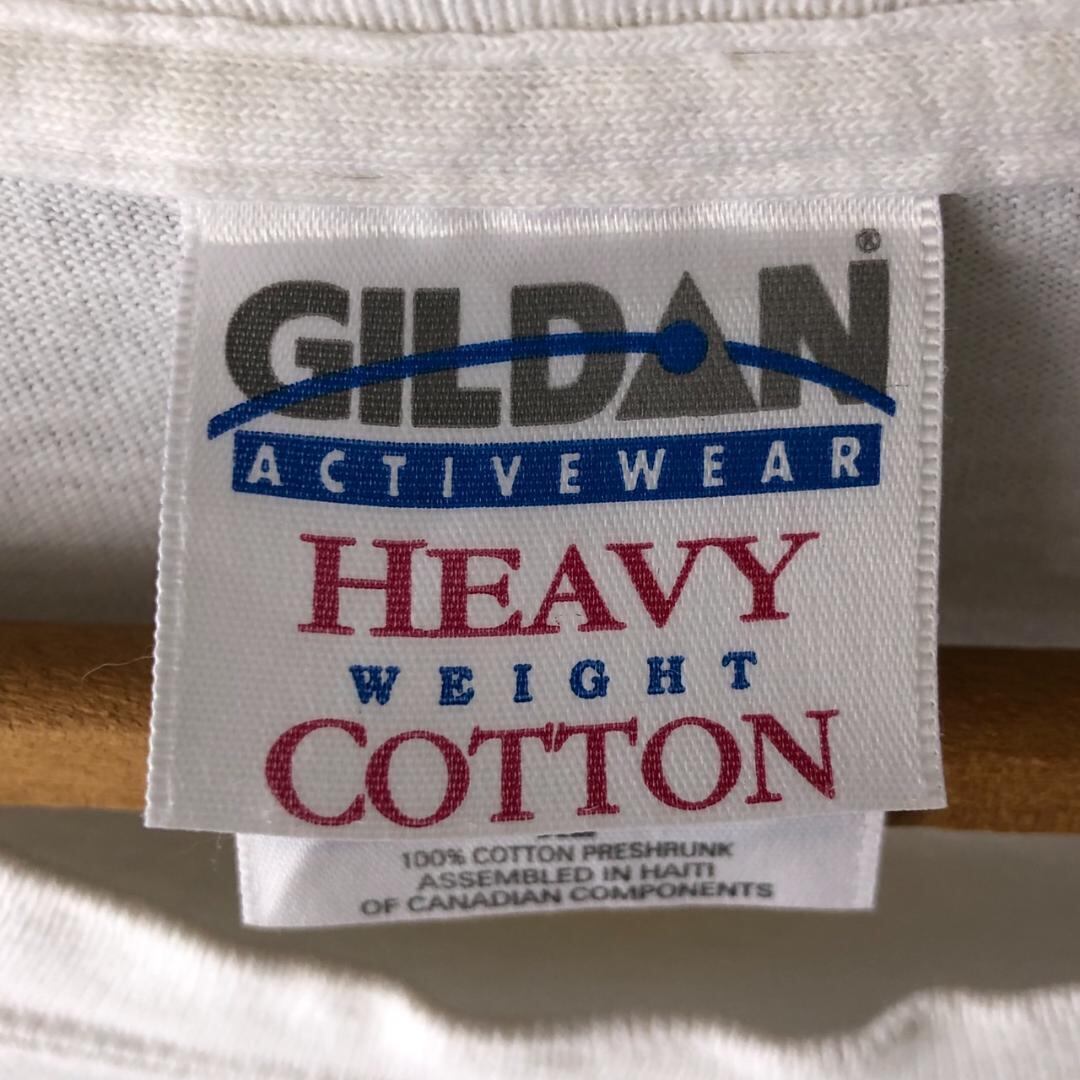 GILDAN®
ACTIVEWEAR
HEAVY
WEIGHT
COTTON
100% COTTON PRESHRUNK
ASSEMBLED IN HAITI
OF CANADIAN COMPONENTS